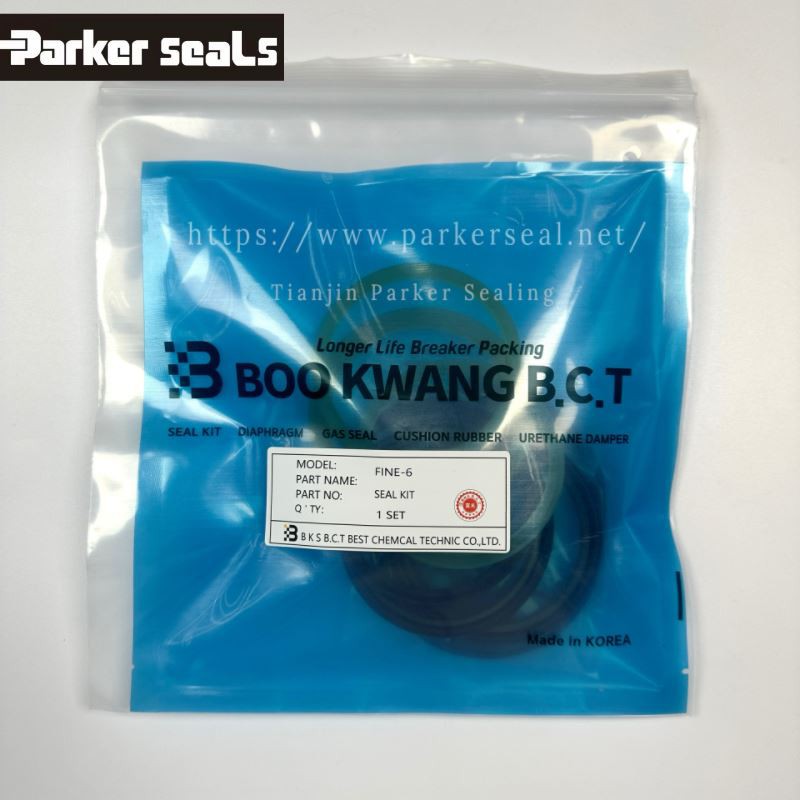 Parker seals
https://www.parkerseal.net/
Tianjin Parker Sealing
Longer Life Breaker Packing
B BOO KWANG B.C.T
SEAL KIT DIAPHRAGM GAS SEAL CUSHION RUBBER URETHANE DAMPER
MODEL: FINE-6
PART NAME:
PART NO: SEAL KIT
Q'TY: 1 SET
B B K S B.C.T BEST CHEMCAL TECHNIC CO.,LTD.
Made in KOREA